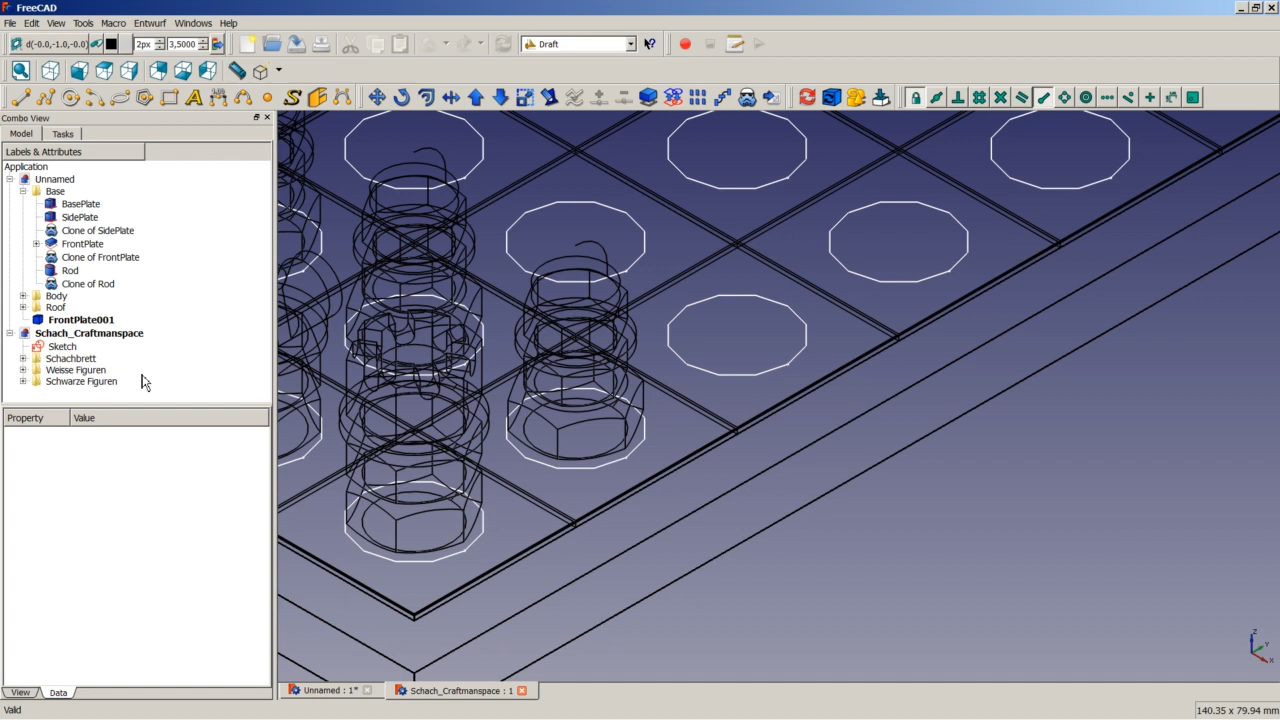 FreeCAD
File Edit View Tools Macro Entwurf Windows Help
d(-0.0,-1.0,-0.0) 2px 3,5000 Draft
Combo View
Model Tasks
Labels & Attributes
Application
Unnamed
Base
BasePlate
SidePlate
Clone of SidePlate
FrontPlate
Clone of FrontPlate
Rod
Clone of Rod
Body
Roof
FrontPlate001
Schach_Craftmanspace
Sketch
Schachbrett
Weisse Figuren
Schwarze Figuren
Property Value
View Data
Unnamed : 1* Schach_Craftmanspace : 1
Valid 140.35 x 79.94 mm
Z
Y
X